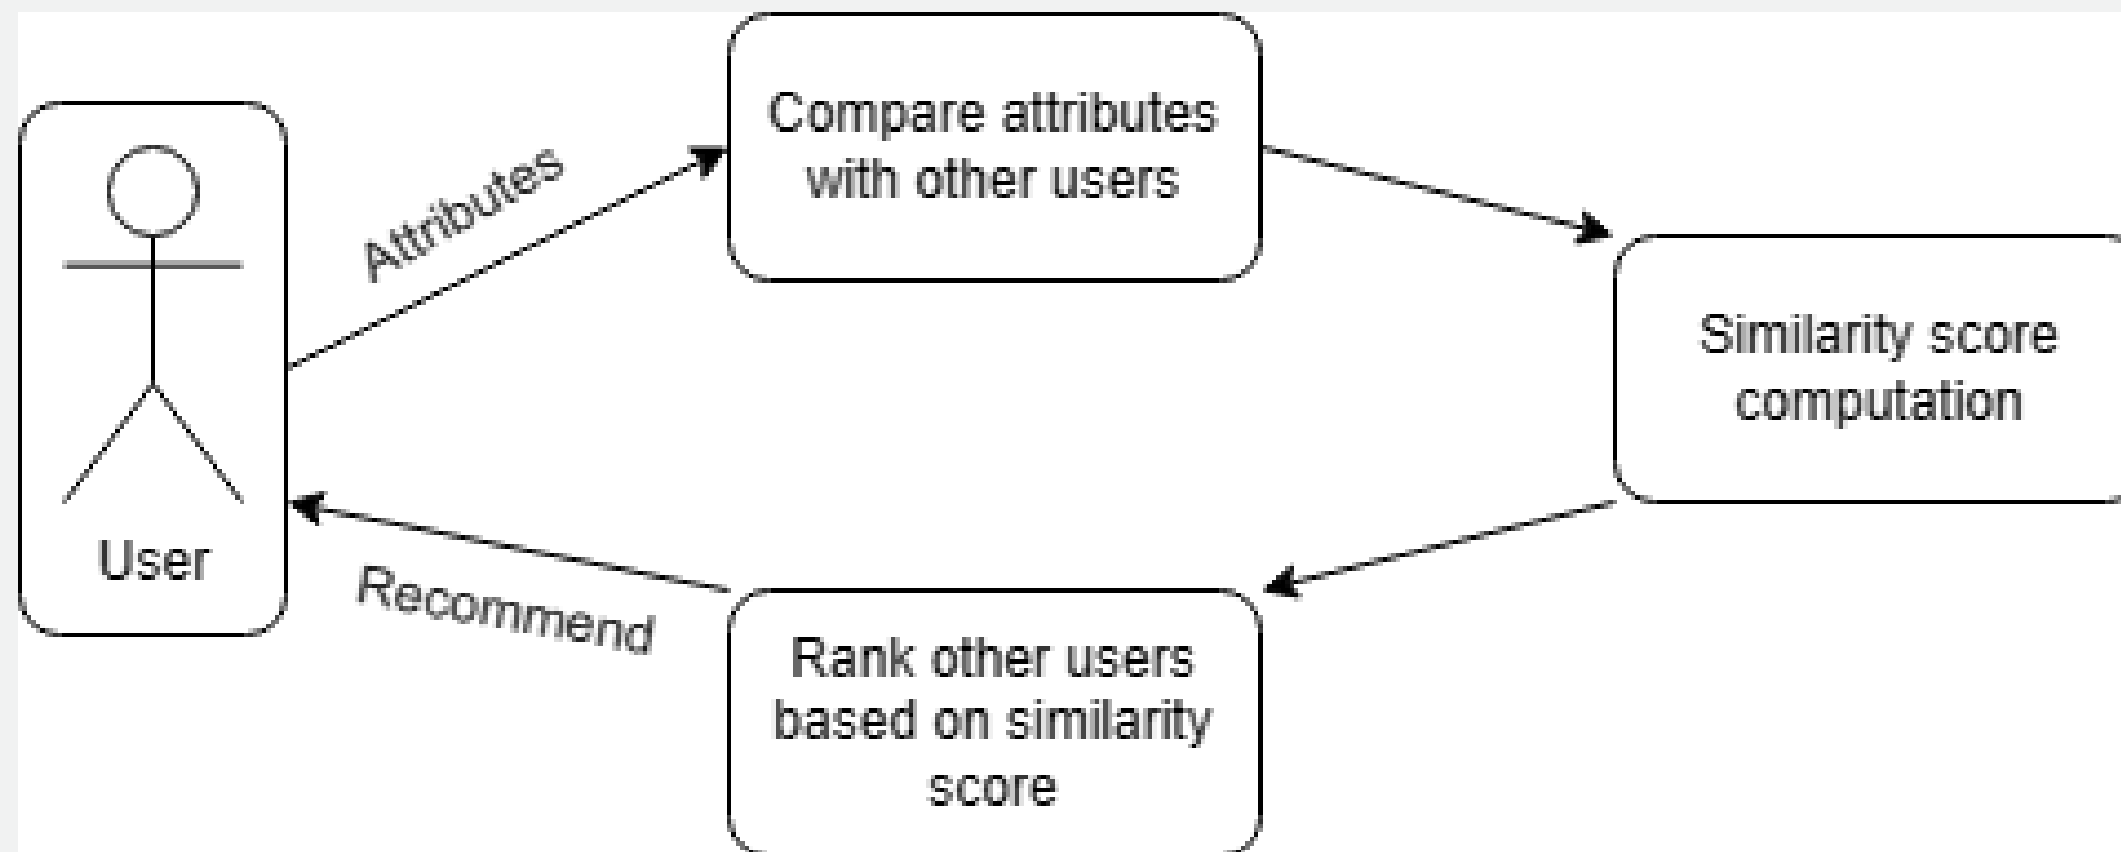 Compare attributes
with other users
Attributes
Similarity score
computation
User
Recommend
Rank other users
based on similarity
score